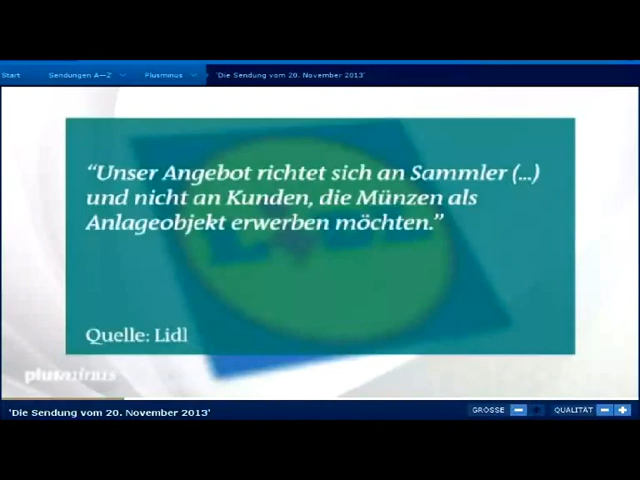 Start Sendungen A-Z Plusminus 'Die Sendung vom 20. November 2013'
“Unser Angebot richtet sich an Sammler (...)
und nicht an Kunden, die Münzen als
Anlageobjekt erwerben möchten.”
Quelle: Lidl
plusminus
'Die Sendung vom 20. November 2013' GRÖSSE QUALITÄT